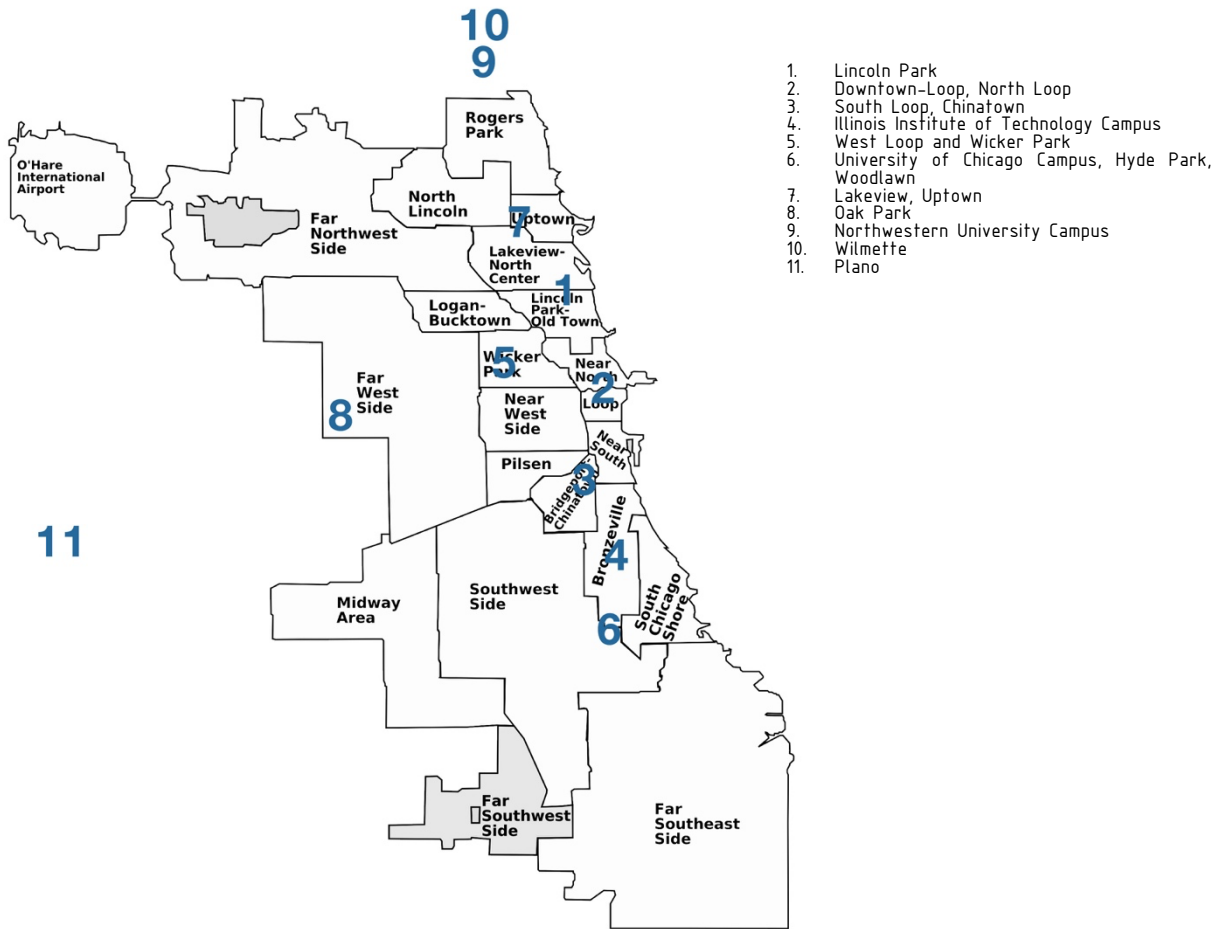 10
9
Rogers
Park
O'Hare
International
Airport
North
Lincoln
Far
Northwest
Side
7
Uptown
Lakeview-
North
Center
1
Logan-
Bucktown
Lincoln
Park-
Old Town
Wicker
Park
5
Near
North
2
Loop
Far
West
Side
8
Near
West
Side
Near
South
Pilsen
3
Bridgeport-
Chinatown
11
Bronzeville
4
Southwest
Side
Midway
Area
South
Chicago
Shore
6
Far
Southwest
Side
Far
Southeast
Side
1. Lincoln Park
2. Downtown-Loop, North Loop
3. South Loop, Chinatown
4. Illinois Institute of Technology Campus
5. West Loop and Wicker Park
6. University of Chicago Campus, Hyde Park,
Woodlawn
7. Lakeview, Uptown
8. Oak Park
9. Northwestern University Campus
10. Wilmette
11. Plano